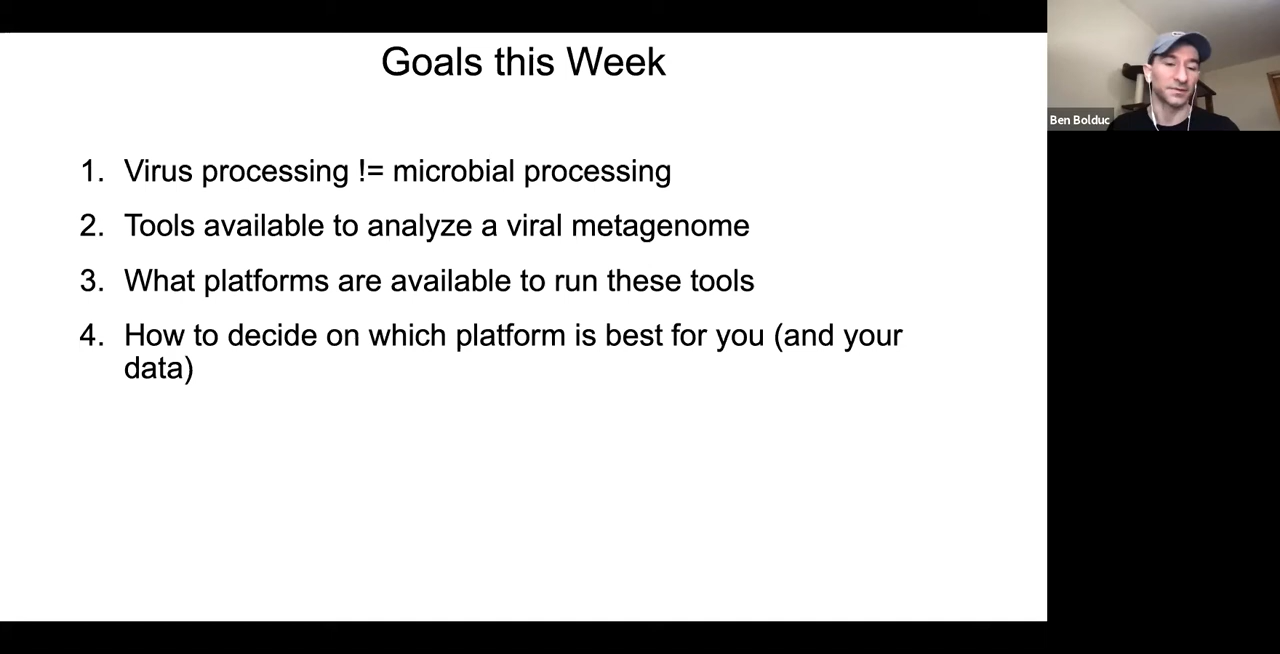 Goals this Week
1. Virus processing != microbial processing
2. Tools available to analyze a viral metagenome
3. What platforms are available to run these tools
4. How to decide on which platform is best for you (and your
data)
Ben Bolduc